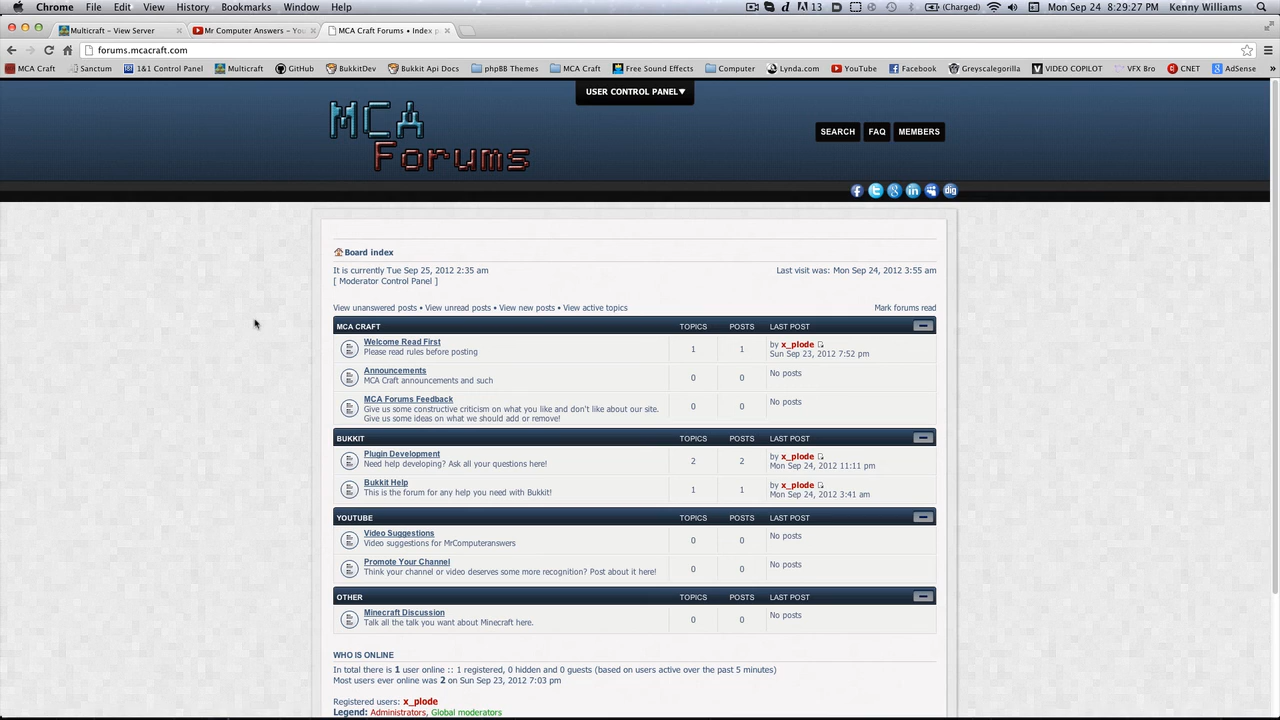 Chrome File Edit View History Bookmarks Window Help 13 (Charged) Mon Sep 24 8:29:27 PM Kenny Williams
Multicraft – View Server Mr Computer Answers – You MCA Craft Forums • Index p
forums.mcacraft.com
MCA Craft Sanctum 1&1 Control Panel Multicraft GitHub BukkitDev Bukkit Api Docs phpBB Themes MCA Craft Free Sound Effects Computer Lynda.com YouTube Facebook Greyscalegorilla VIDEO COPILOT VFX Bro CNET AdSense »
USER CONTROL PANEL▼
MCA
Forums
SEARCH FAQ MEMBERS
Board index
It is currently Tue Sep 25, 2012 2:35 am Last visit was: Mon Sep 24, 2012 3:55 am
[ Moderator Control Panel ]
View unanswered posts • View unread posts • View new posts • View active topics Mark forums read
MCA CRAFT TOPICS POSTS LAST POST
Welcome Read First
Please read rules before posting
1 1
by x_plode
Sun Sep 23, 2012 7:52 pm
Announcements
MCA Craft announcements and such
0 0 No posts
MCA Forums Feedback
Give us some constructive criticism on what you like and don't like about our site.
Give us some ideas on what we should add or remove!
0 0 No posts
BUKKIT TOPICS POSTS LAST POST
Plugin Development
Need help developing? Ask all your questions here!
2 2
by x_plode
Mon Sep 24, 2012 11:11 pm
Bukkit Help
This is the forum for any help you need with Bukkit!
1 1
by x_plode
Mon Sep 24, 2012 3:41 am
YOUTUBE TOPICS POSTS LAST POST
Video Suggestions
Video suggestions for MrComputeranswers
0 0 No posts
Promote Your Channel
Think your channel or video deserves some more recognition? Post about it here!
0 0 No posts
OTHER TOPICS POSTS LAST POST
Minecraft Discussion
Talk all the talk you want about Minecraft here.
0 0 No posts
WHO IS ONLINE
In total there is 1 user online :: 1 registered, 0 hidden and 0 guests (based on users active over the past 5 minutes)
Most users ever online was 2 on Sun Sep 23, 2012 7:03 pm
Registered users: x_plode
Legend: Administrators, Global moderators